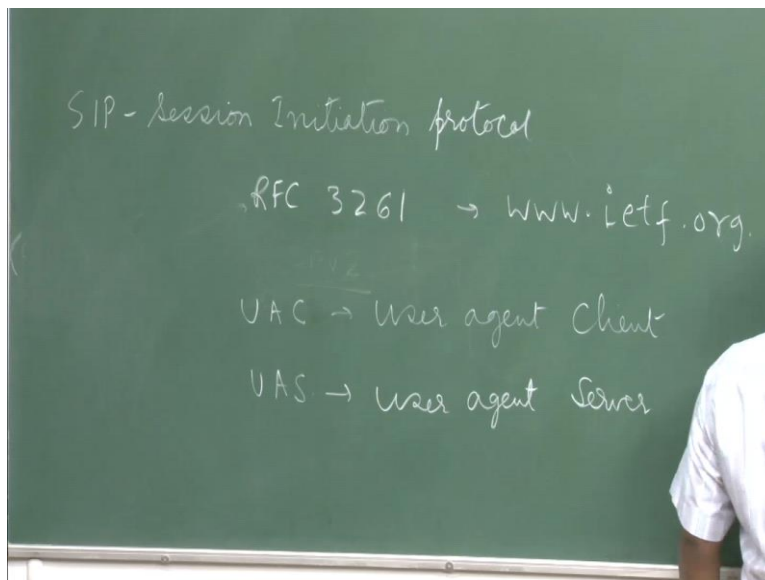 SIP - Session Initiation protocol
RFC 3261 → www.ietf.org.
UAC → User agent Client
UAS → User agent Server